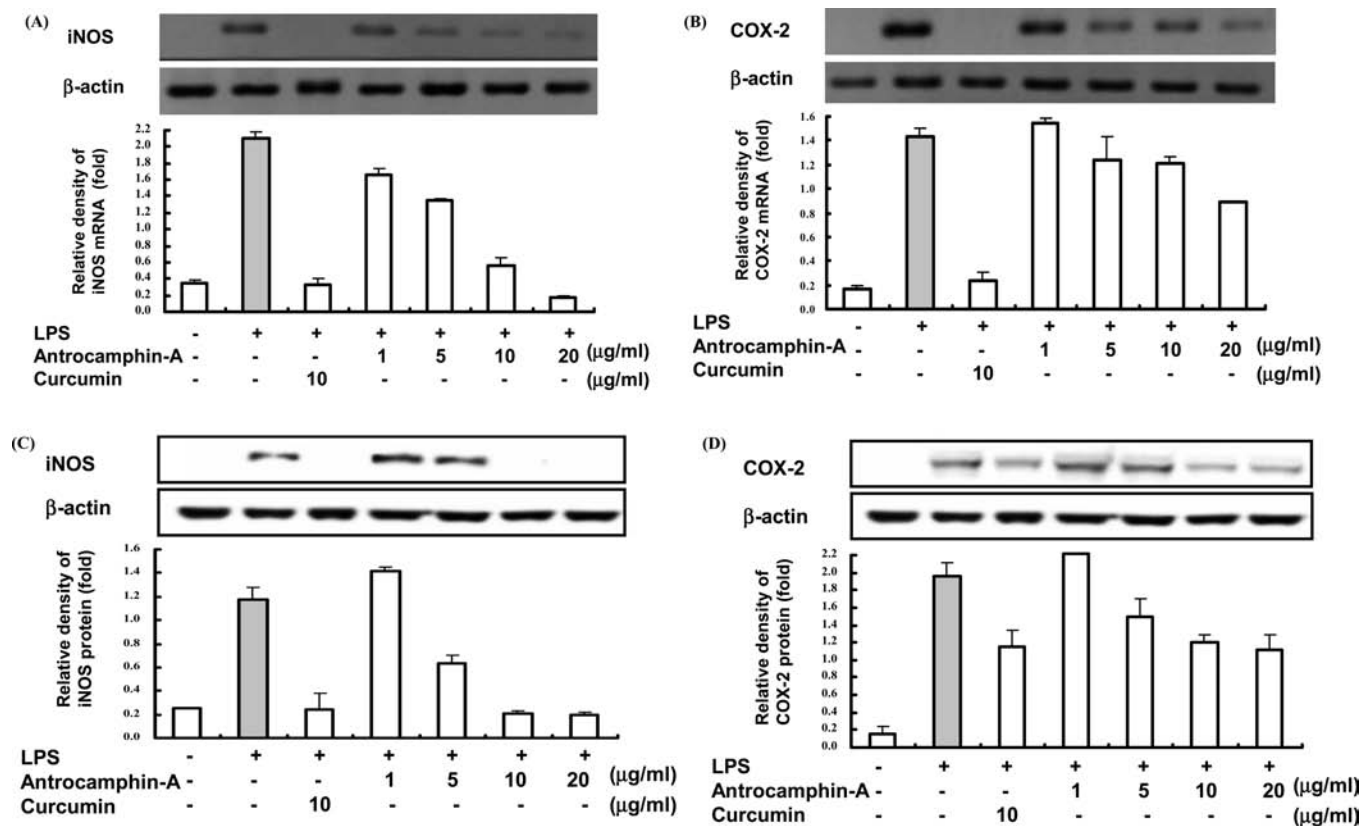 (A)
iNOS
β-actin
Relative density of
iNOS mRNA (fold)
2.2
2.0
1.8
1.6
1.4
1.2
1.0
0.8
0.6
0.4
0.2
0.0
LPS - + + + + + +
Antrocamphin-A - - - 1 5 10 20 (μg/ml)
Curcumin - - 10 - - - - (μg/ml)
(B)
COX-2
β-actin
Relative density of
COX-2 mRNA (fold)
1.6
1.4
1.2
1.0
0.8
0.6
0.4
0.2
0.0
LPS - + + + + + +
Antrocamphin-A - - - 1 5 10 20 (μg/ml)
Curcumin - - 10 - - - - (μg/ml)
(C)
iNOS
β-actin
Relative density of
iNOS protein (fold)
1.6
1.4
1.2
1.0
0.8
0.6
0.4
0.2
0.0
LPS - + + + + + +
Antrocamphin-A - - - 1 5 10 20 (μg/ml)
Curcumin - - 10 - - - - (μg/ml)
(D)
COX-2
β-actin
Relative density of
COX-2 protein (fold)
2.2
2.0
1.8
1.6
1.4
1.2
1.0
0.8
0.6
0.4
0.2
0.0
LPS - + + + + + +
Antrocamphin-A - - - 1 5 10 20 (μg/ml)
Curcumin - - 10 - - - - (μg/ml)